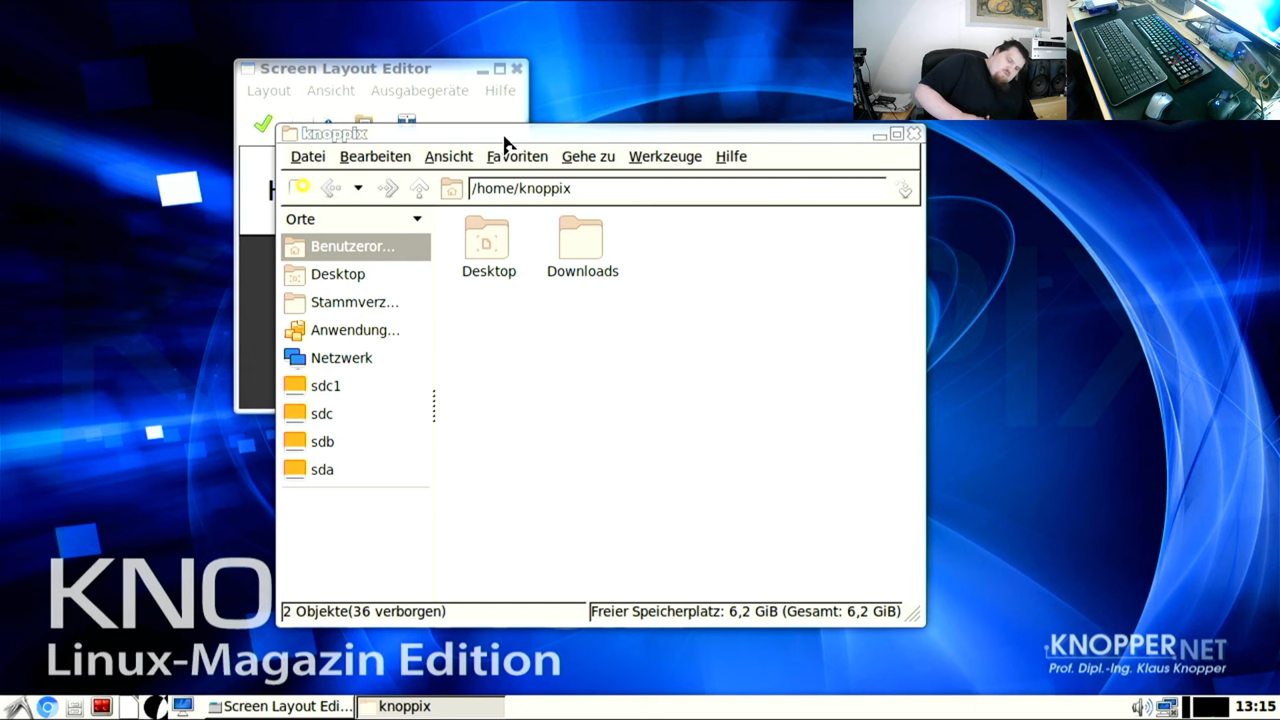 Screen Layout Editor
Layout Ansicht Ausgabegeräte Hilfe
knoppix
Datei Bearbeiten Ansicht Favoriten Gehe zu Werkzeuge Hilfe
/home/knoppix
Orte
Benutzeror...
Desktop
Stammverz...
Anwendung...
Netzwerk
sdc1
sdc
sdb
sda
Desktop Downloads
2 Objekte(36 verborgen)
Freier Speicherplatz: 6,2 GiB (Gesamt: 6,2 GiB)
KNO
Linux-Magazin Edition
KNOPPER.NET
Prof. Dipl.-Ing. Klaus Knopper
Screen Layout Edi... knoppix 13:15